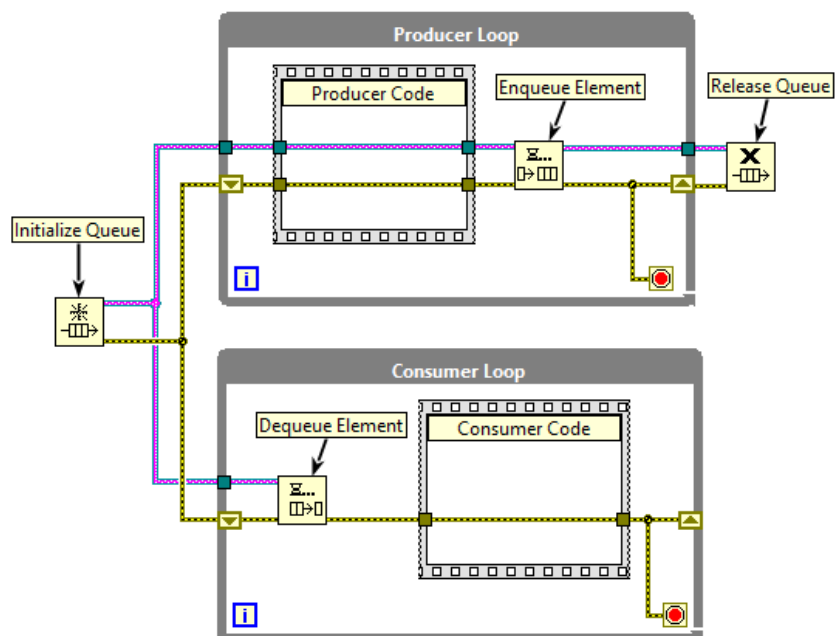 Producer Loop
Producer Code
Enqueue Element
Release Queue
Initialize Queue
i
Consumer Loop
Dequeue Element
Consumer Code
i